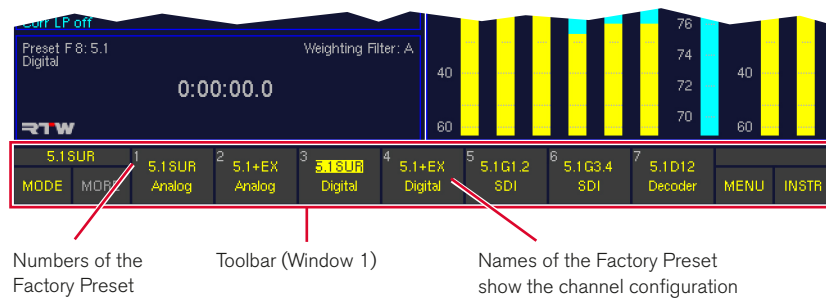 Corr LP off
Preset F 8: 5.1
Digital
Weighting Filter: A
0:00:00.0
RTW
40
60
76
74
72
70
40
60
5.1SUR
MODE MORE
1 5.1SUR Analog
2 5.1+EX Analog
3 5.1SUR Digital
4 5.1+EX Digital
5 5.1G1.2 SDI
6 5.1G3.4 SDI
7 5.1D12 Decoder
MENU INSTR
Numbers of the
Factory Preset
Toolbar (Window 1)
Names of the Factory Preset
show the channel configuration